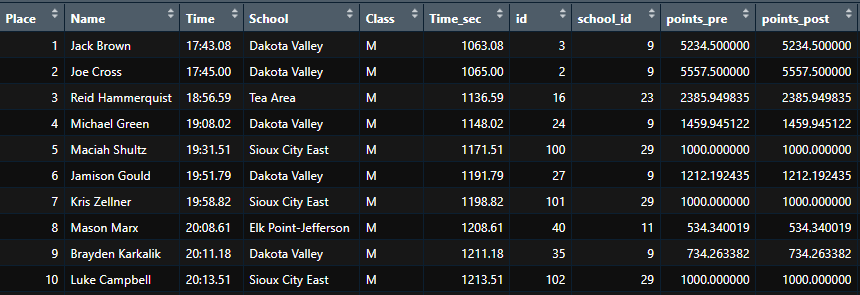 Place Name Time School Class Time_sec id school_id points_pre points_post
1 Jack Brown 17:43.08 Dakota Valley M 1063.08 3 9 5234.500000 5234.500000
2 Joe Cross 17:45.00 Dakota Valley M 1065.00 2 9 5557.500000 5557.500000
3 Reid Hammerquist 18:56.59 Tea Area M 1136.59 16 23 2385.949835 2385.949835
4 Michael Green 19:08.02 Dakota Valley M 1148.02 24 9 1459.945122 1459.945122
5 Maciah Shultz 19:31.51 Sioux City East M 1171.51 100 29 1000.000000 1000.000000
6 Jamison Gould 19:51.79 Dakota Valley M 1191.79 27 9 1212.192435 1212.192435
7 Kris Zellner 19:58.82 Sioux City East M 1198.82 101 29 1000.000000 1000.000000
8 Mason Marx 20:08.61 Elk Point-Jefferson M 1208.61 40 11 534.340019 534.340019
9 Brayden Karkalik 20:11.18 Dakota Valley M 1211.18 35 9 734.263382 734.263382
10 Luke Campbell 20:13.51 Sioux City East M 1213.51 102 29 1000.000000 1000.000000